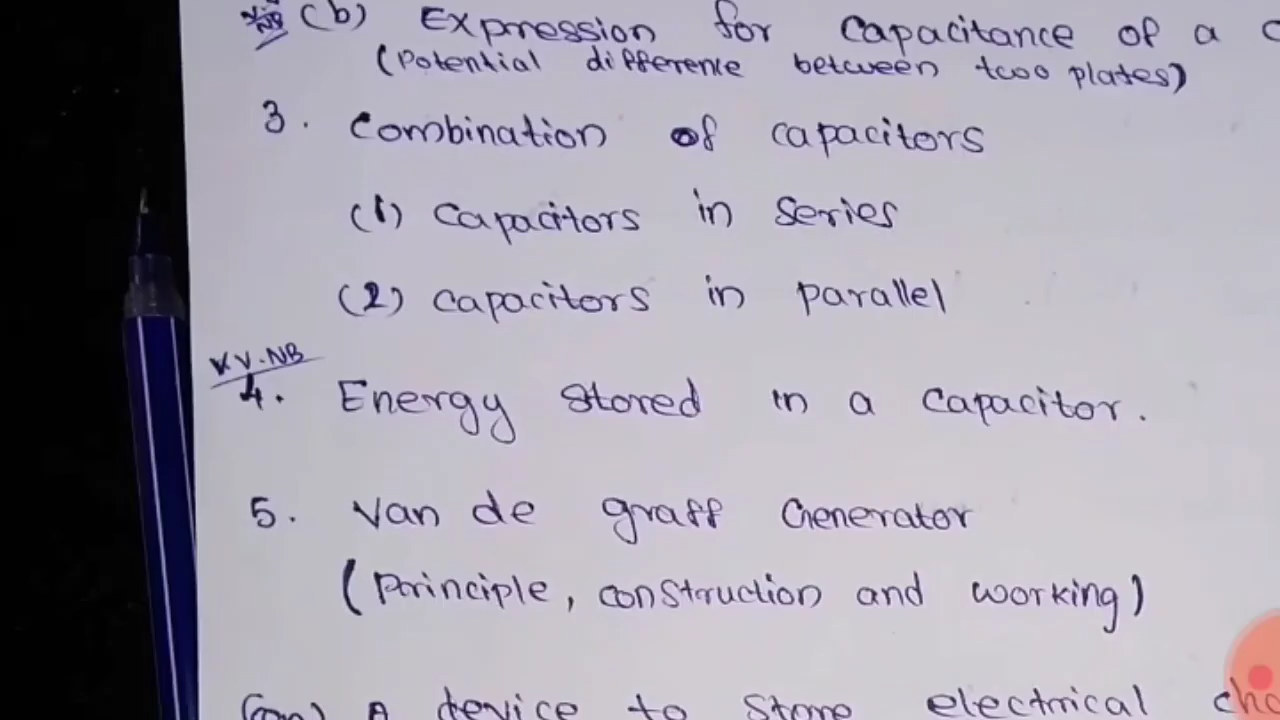 (b) Expression for capacitance of a
(Potential difference between two plates)
3. Combination of capacitors
(1) Capacitors in series
(2) capacitors in parallel
V.NB
4. Energy stored in a capacitor.
5. Van de graff Generator
(Principle, construction and working)
A device to store electrical